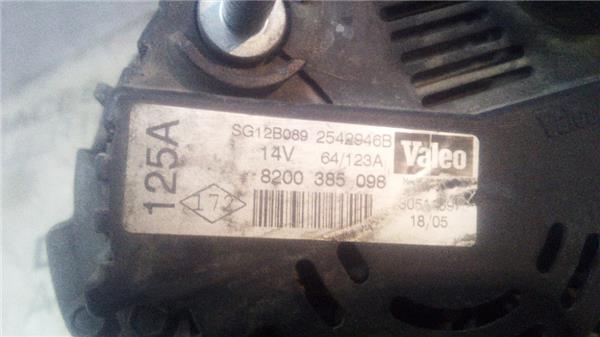 125A
SG12B089 2542946B
14V 64/123A
8200 385 098
172
Valeo
18/05